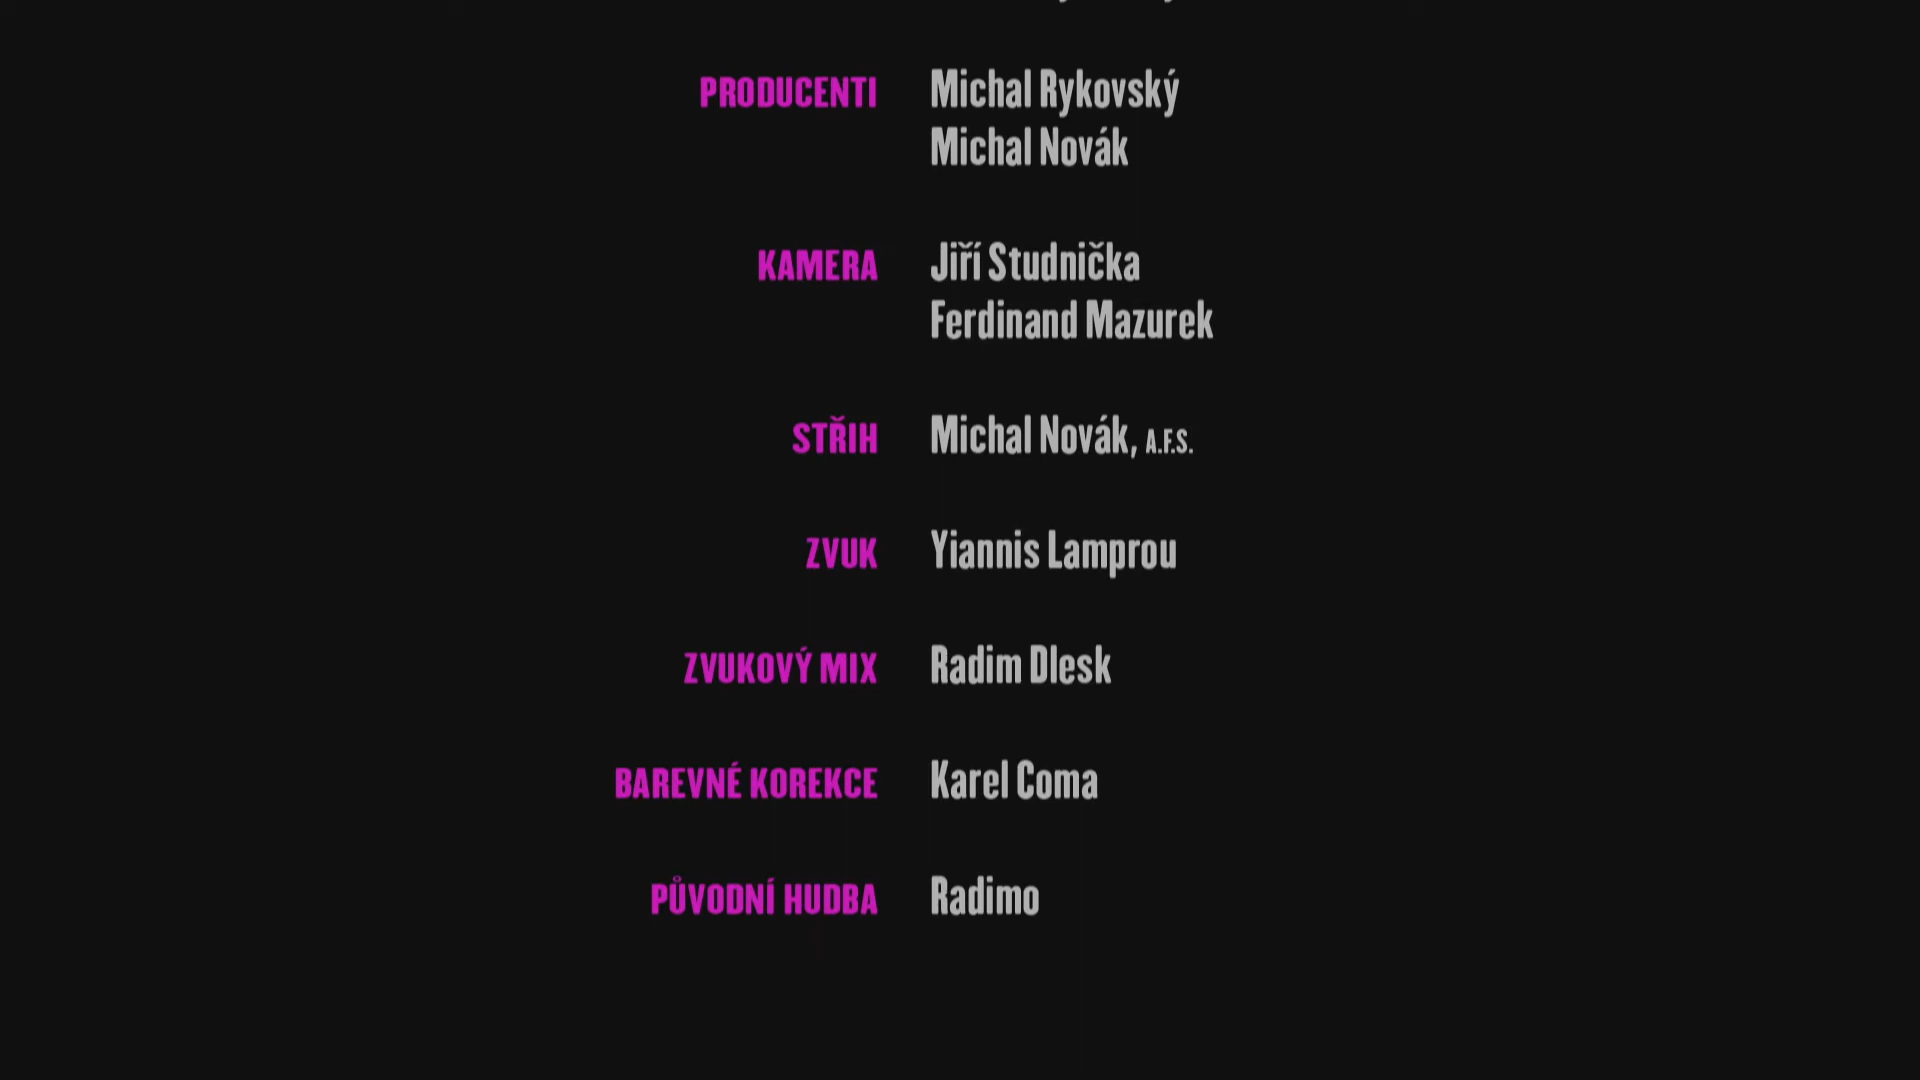 PRODUCENTI Michal Rykovský
Michal Novák
KAMERA Jiří Studnička
Ferdinand Mazurek
STŘIH Michal Novák, A.F.S.
ZVUK Yiannis Lamprou
ZVUKOVÝ MIX Radim Dlesk
BAREVNÉ KOREKCE Karel Coma
PŮVODNÍ HUDBA Radimo